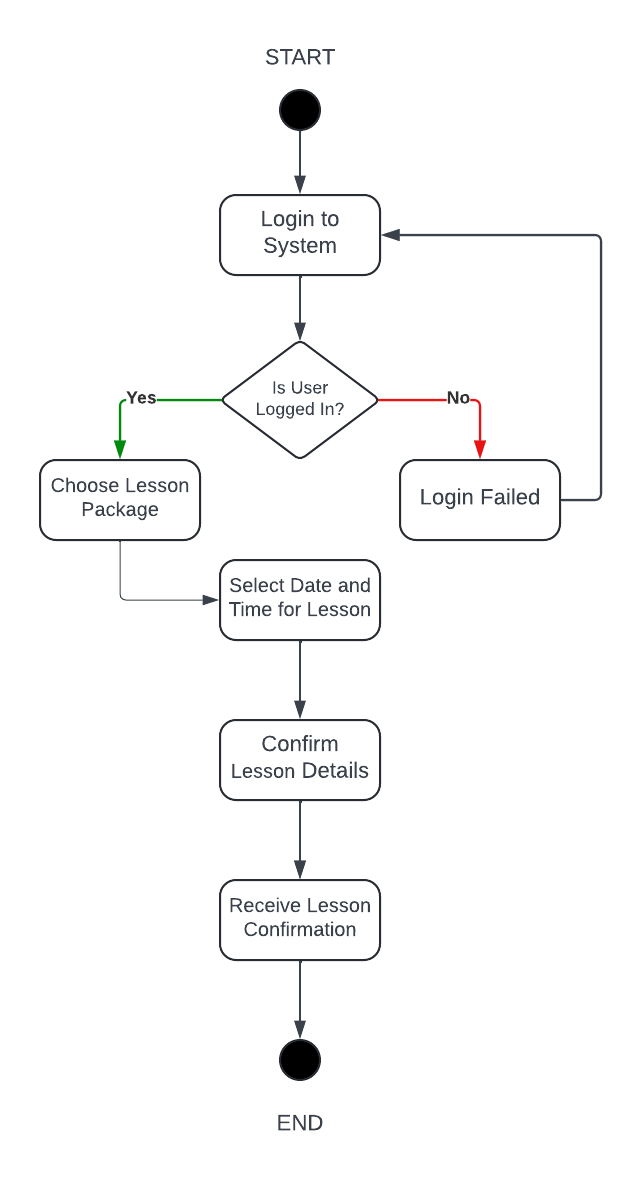 START
Login to
System
Is User
Logged In?
Yes
No
Choose Lesson
Package
Login Failed
Select Date and
Time for Lesson
Confirm
Lesson Details
Receive Lesson
Confirmation
END